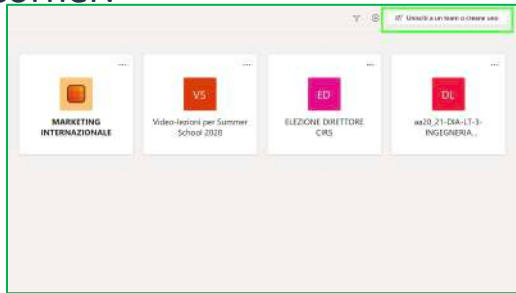 corner.
Unisciti a un team o creane uno
MARKETING
INTERNAZIONALE
VS
Video-lezioni per Summer
School 2020
ED
ELEZIONE DIRETTORE
CIRS
DL
aa20_21-DIA-LT-3-
INGEGNERIA...